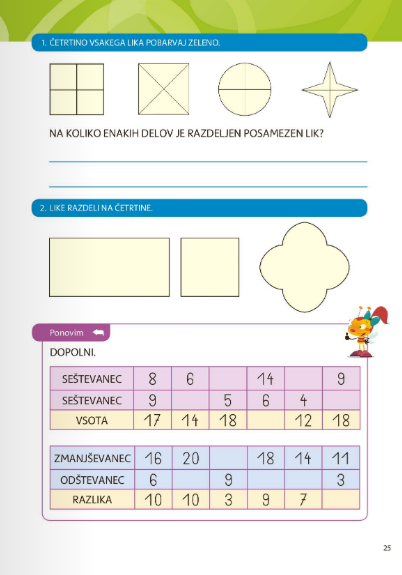 1. ČETRTINO VSAKEGA LIKA POBARVAJ ZELENO.
NA KOLIKO ENAKIH DELOV JE RAZDELJEN POSAMEZEN LIK?
2. LIKE RAZDELI NA ČETRTINE.
Ponovim
DOPOLNI.
SEŠTEVANEC 8 6 14 9
SEŠTEVANEC 9 5 6 4
VSOTA 17 14 18 12 18
ZMANJŠEVANEC 16 20 18 14 11
ODŠTEVANEC 6 9 3
RAZLIKA 10 10 3 9 7
25